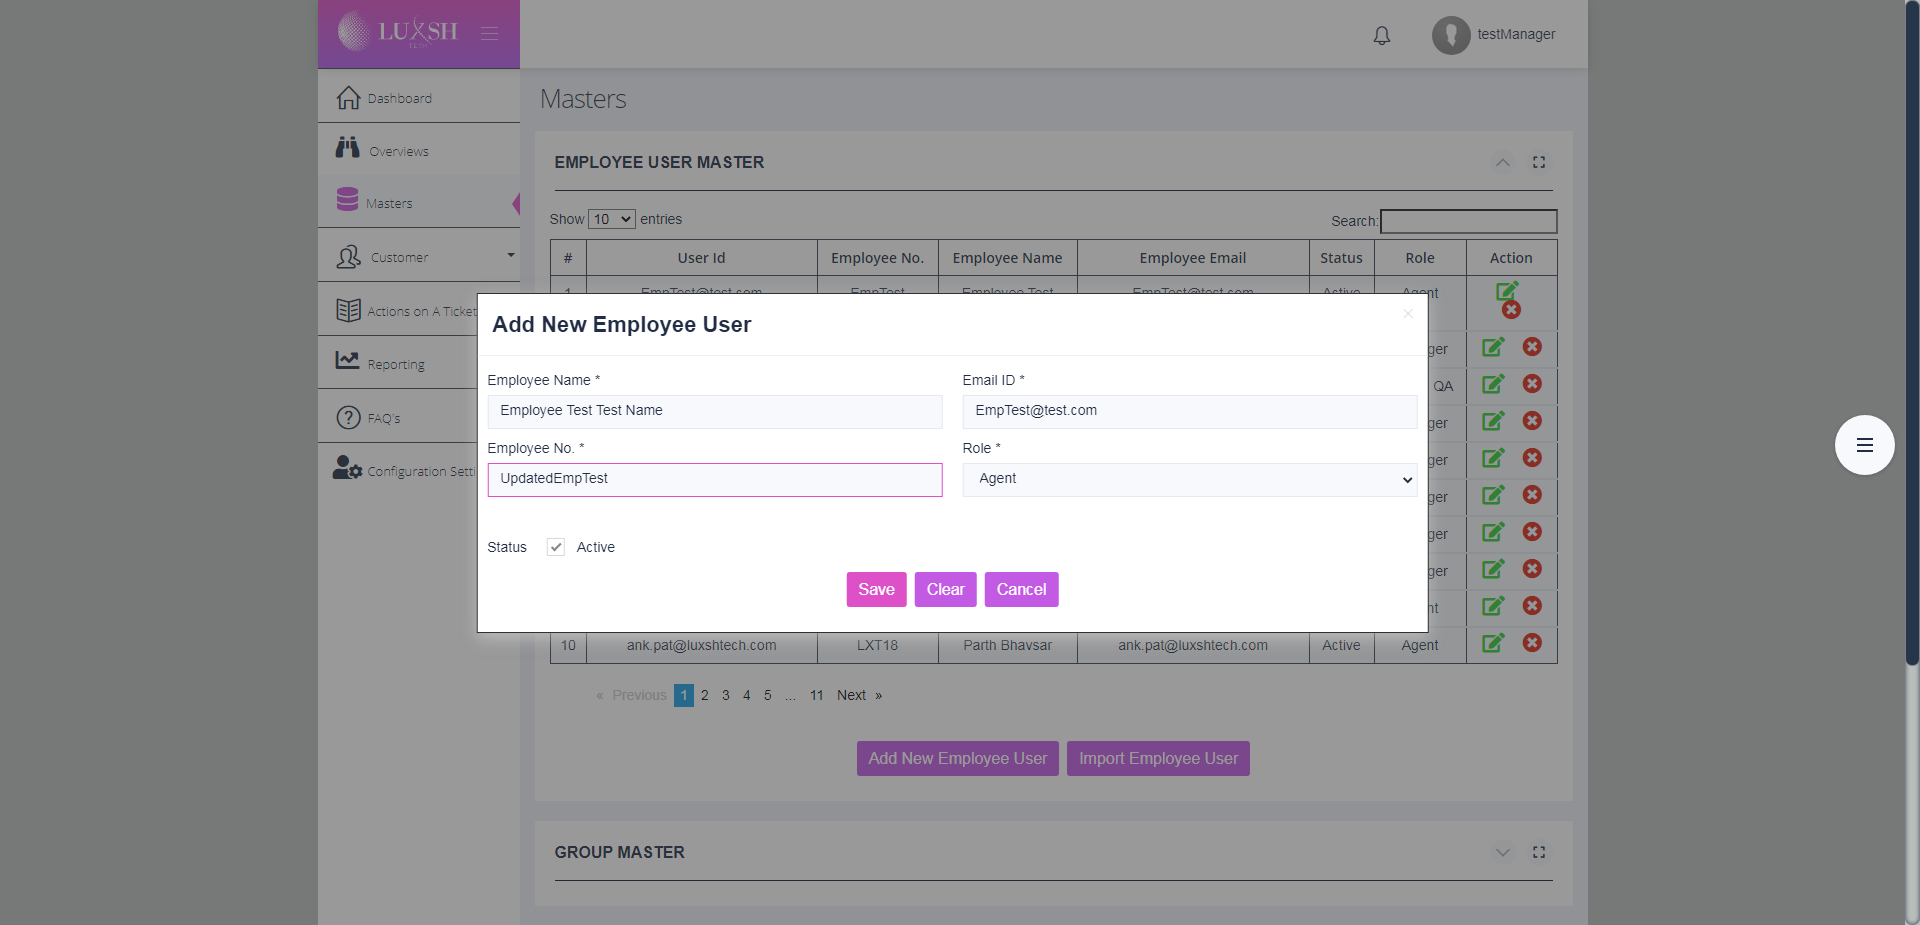 LUXSH
TECH
testManager
Dashboard
Overviews
Masters
Customer
Actions on A Ticket
Reporting
FAQ's
Configuration Setti
Masters
EMPLOYEE USER MASTER
Show 10 entries
Search:
# User Id Employee No. Employee Name Employee Email Status Role Action
1 EmpTest@test.com EmpTest Employee Test EmpTest@test.com Active Agent
ger
QA
ger
ger
ger
ger
ger
nt
10 ank.pat@luxshtech.com LXT18 Parth Bhavsar ank.pat@luxshtech.com Active Agent
Add New Employee User
×
Employee Name *
Email ID *
Employee Test Test Name
EmpTest@test.com
Employee No. *
Role *
UpdatedEmpTest
Agent
Status Active
Save Clear Cancel
« Previous 1 2 3 4 5 ... 11 Next »
Add New Employee User Import Employee User
GROUP MASTER